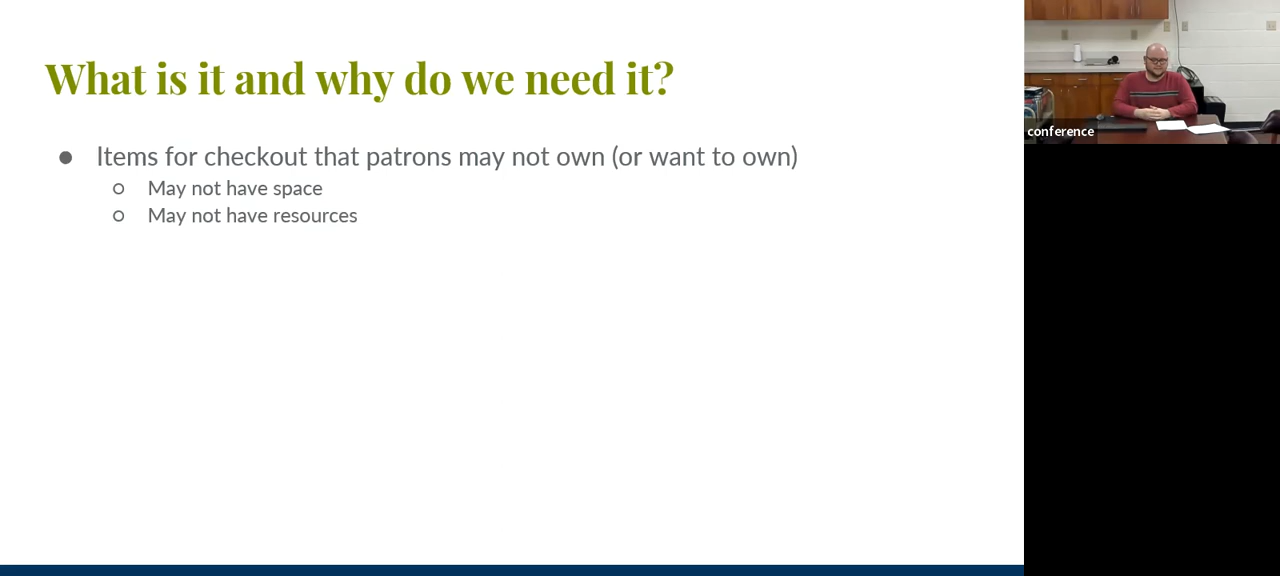 What is it and why do we need it?
Items for checkout that patrons may not own (or want to own)
May not have space
May not have resources
conference